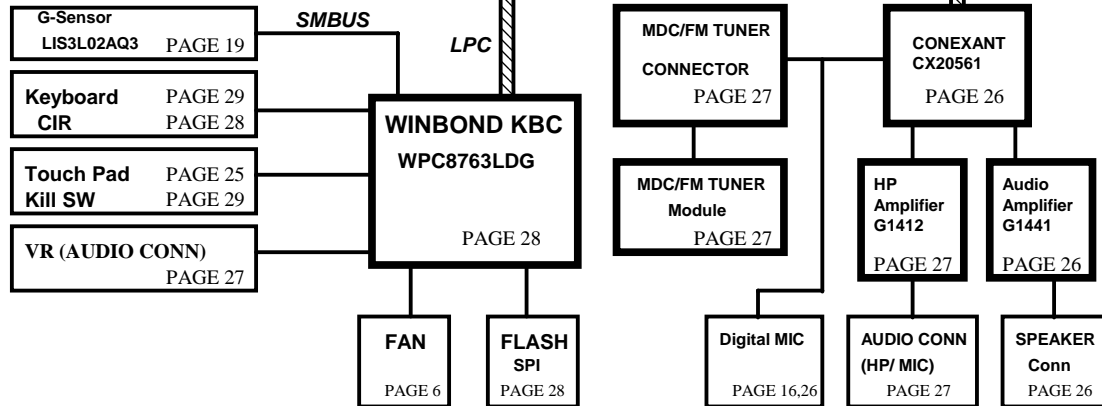 G-Sensor
LIS3L02AQ3 PAGE 19
SMBUS
LPC
Keyboard PAGE 29
CIR PAGE 28
Touch Pad PAGE 25
Kill SW PAGE 29
VR (AUDIO CONN)
PAGE 27
WINBOND KBC
WPC8763LDG
PAGE 28
FAN
PAGE 6
FLASH
SPI
PAGE 28
MDC/FM TUNER
CONNECTOR
PAGE 27
MDC/FM TUNER
Module
PAGE 27
CONEXANT
CX20561
PAGE 26
HP
Amplifier
G1412
PAGE 27
Audio
Amplifier
G1441
PAGE 26
Digital MIC
PAGE 16,26
AUDIO CONN
(HP/ MIC)
PAGE 27
SPEAKER
Conn
PAGE 26